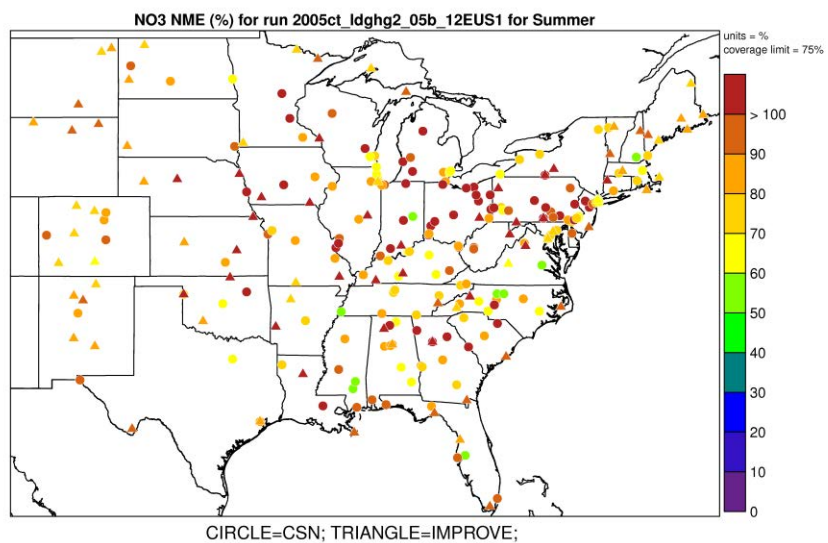 NO3 NME (%) for run 2005ct_ldghg2_05b_12EUS1 for Summer
units = %
coverage limit = 75%
> 100
90
80
70
60
50
40
30
20
10
0
CIRCLE=CSN; TRIANGLE=IMPROVE;